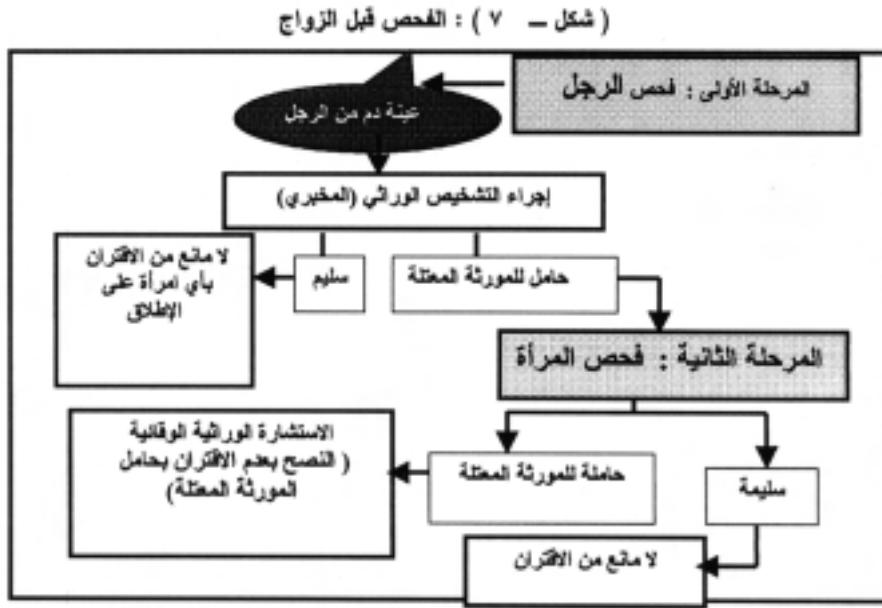 ( شكل ــ ٧ ) : الفحص قبل الزواج
المرحلة الأولى : فحص الرجل
عينة دم من الرجل
إجراء التشخيص الوراثي (المخبري)
حامل للمورثة المعتلة
سليم
لا مانع من الاقتران
بأي امرأة على
الإطلاق
المرحلة الثانية : فحص المرأة
سليمة
حاملة للمورثة المعتلة
الاستشارة الوراثية الوقائية
( النصح بعدم الاقتران بحامل
المورثة المعتلة)
لا مانع من الاقتران